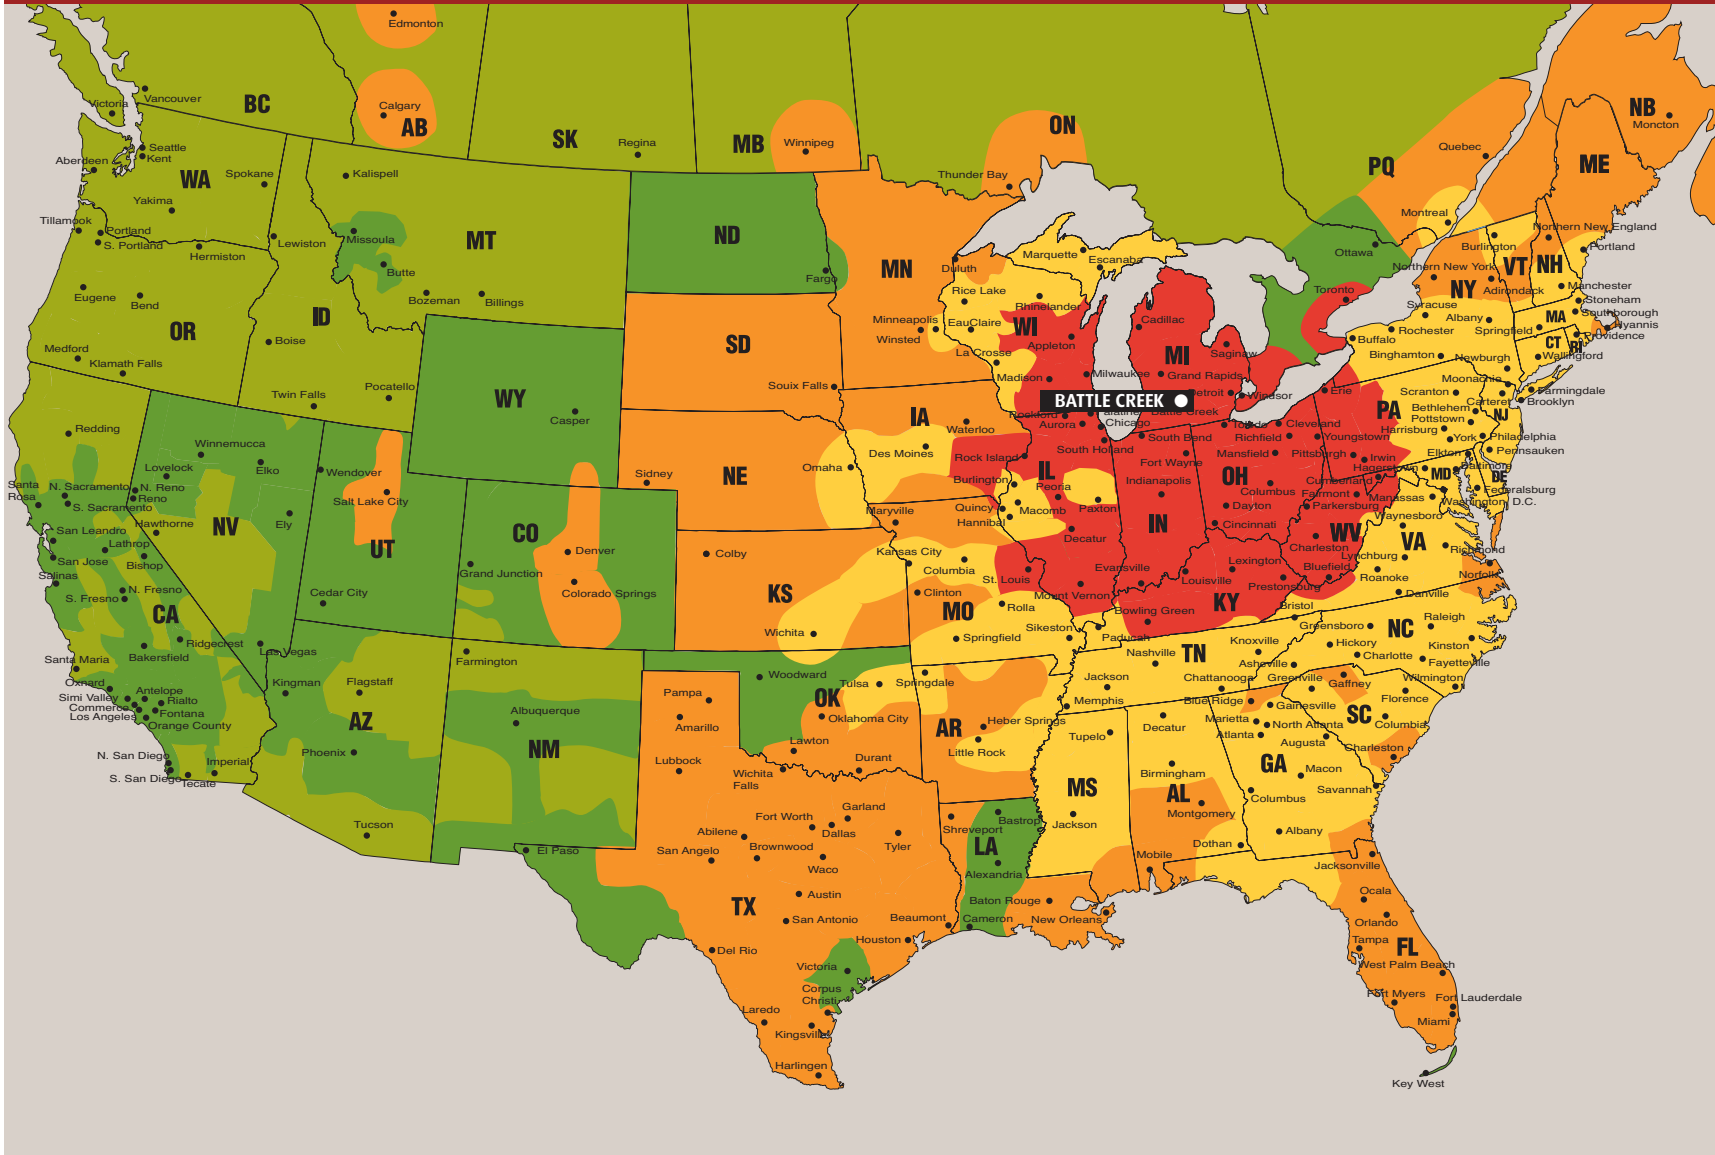 Edmonton
Calgary
AB
Victoria
Vancouver
BC
SK
Regina
MB
Winnipeg
ON
Thunder Bay
PQ
Quebec
Montreal
Ottawa
Toronto
Windsor
NB
Moncton
ME
Northern New England
Portland
Aberdeen
Seattle
Kent
WA
Spokane
Yakima
Tillamook
Portland
S. Portland
Hermiston
Lewiston
Eugene
Bend
OR
Medford
Klamath Falls
Kalispell
MT
Missoula
Butte
Bozeman
Billings
ID
Boise
Twin Falls
Pocatello
WY
Casper
ND
Fargo
SD
Souix Falls
MN
Duluth
Minneapolis
Winsted
Marquette
Escanaba
Rice Lake
Rhinelander
EauClaire
WI
La Crosse
Appleton
Madison
Milwaukee
Cadillac
MI
Saginaw
Grand Rapids
Detroit
BATTLE CREEK
Battle Creek
Rockford
Palatine
Aurora
Chicago
South Holland
South Bend
Fort Wayne
Toledo
Cleveland
Richfield
Mansfield
Youngstown
OH
Columbus
Dayton
Cincinnati
Indianapolis
IN
Evansville
IL
Rock Island
Peoria
Burlington
Macomb
Paxton
Quincy
Hannibal
Decatur
Mount Vernon
St. Louis
IA
Waterloo
Des Moines
NE
Sidney
Omaha
Maryville
Kansas City
Columbia
Clinton
MO
Rolla
Springfield
Sikeston
KS
Colby
Wichita
CO
Denver
Grand Junction
Colorado Springs
UT
Wendover
Salt Lake City
Cedar City
NV
Winnemucca
Lovelock
Elko
N. Reno
Reno
Ely
Hawthorne
Las Vegas
CA
Redding
Santa
Rosa
N. Sacramento
S. Sacramento
San Leandro
Lathrop
San Jose
Bishop
Salinas
N. Fresno
S. Fresno
Ridgecrest
Bakersfield
Santa Maria
Oxnard
Simi Valley
Antelope
Commerce
Rialto
Los Angeles
Fontana
Orange County
N. San Diego
S. San Diego
Imperial
Tecate
AZ
Kingman
Flagstaff
Phoenix
Tucson
NM
Farmington
Albuquerque
OK
Woodward
Tulsa
Oklahoma City
Lawton
Durant
TX
Pampa
Amarillo
Lubbock
Wichita
Falls
Fort Worth
Garland
Abilene
Dallas
Brownwood
San Angelo
Tyler
Waco
El Paso
Austin
San Antonio
Beaumont
Houston
Del Rio
Victoria
Corpus
Christi
Laredo
Kingsville
Harlingen
AR
Springdale
Heber Springs
Little Rock
LA
Shreveport
Bastrop
Alexandria
Baton Rouge
Cameron
New Orleans
MS
Tupelo
Jackson
AL
Decatur
Birmingham
Montgomery
Dothan
Mobile
TN
Nashville
Knoxville
Jackson
Memphis
Chattanooga
KY
Lexington
Louisville
Prestonsburg
Bowling Green
Paducah
GA
Blue Ridge
Gainesville
Marietta
North Atlanta
Atlanta
Augusta
Macon
Columbus
Savannah
Albany
FL
Jacksonville
Ocala
Orlando
Tampa
West Palm Beach
Fort Myers
Fort Lauderdale
Miami
Key West
SC
Greenville
Gaffney
Florence
Columbia
Charleston
NC
Greensboro
Raleigh
Hickory
Charlotte
Kinston
Fayetteville
Asheville
Wilmington
VA
Manassas
Waynesboro
Richmond
Lynchburg
Roanoke
Norfolk
Danville
Bristol
WV
Fairmont
Parkersburg
Charleston
Bluefield
MD
Hagerstown
Cumberland
Baltimore
Elkton
DE
Federalsburg
Washington,
D.C.
PA
Erie
Pittsburgh
Irwin
Scranton
Bethlehem
Pottstown
Harrisburg
York
Philadelphia
NJ
Moonachie
Carteret
Pennsauken
NY
Northern New York
Adirondack
Syracuse
Albany
Rochester
Buffalo
Binghamton
Newburgh
Farmingdale
Brooklyn
VT
Burlington
NH
Manchester
MA
Stoneham
Southborough
Hyannis
Springfield
CT
Wallingford
RI
Providence